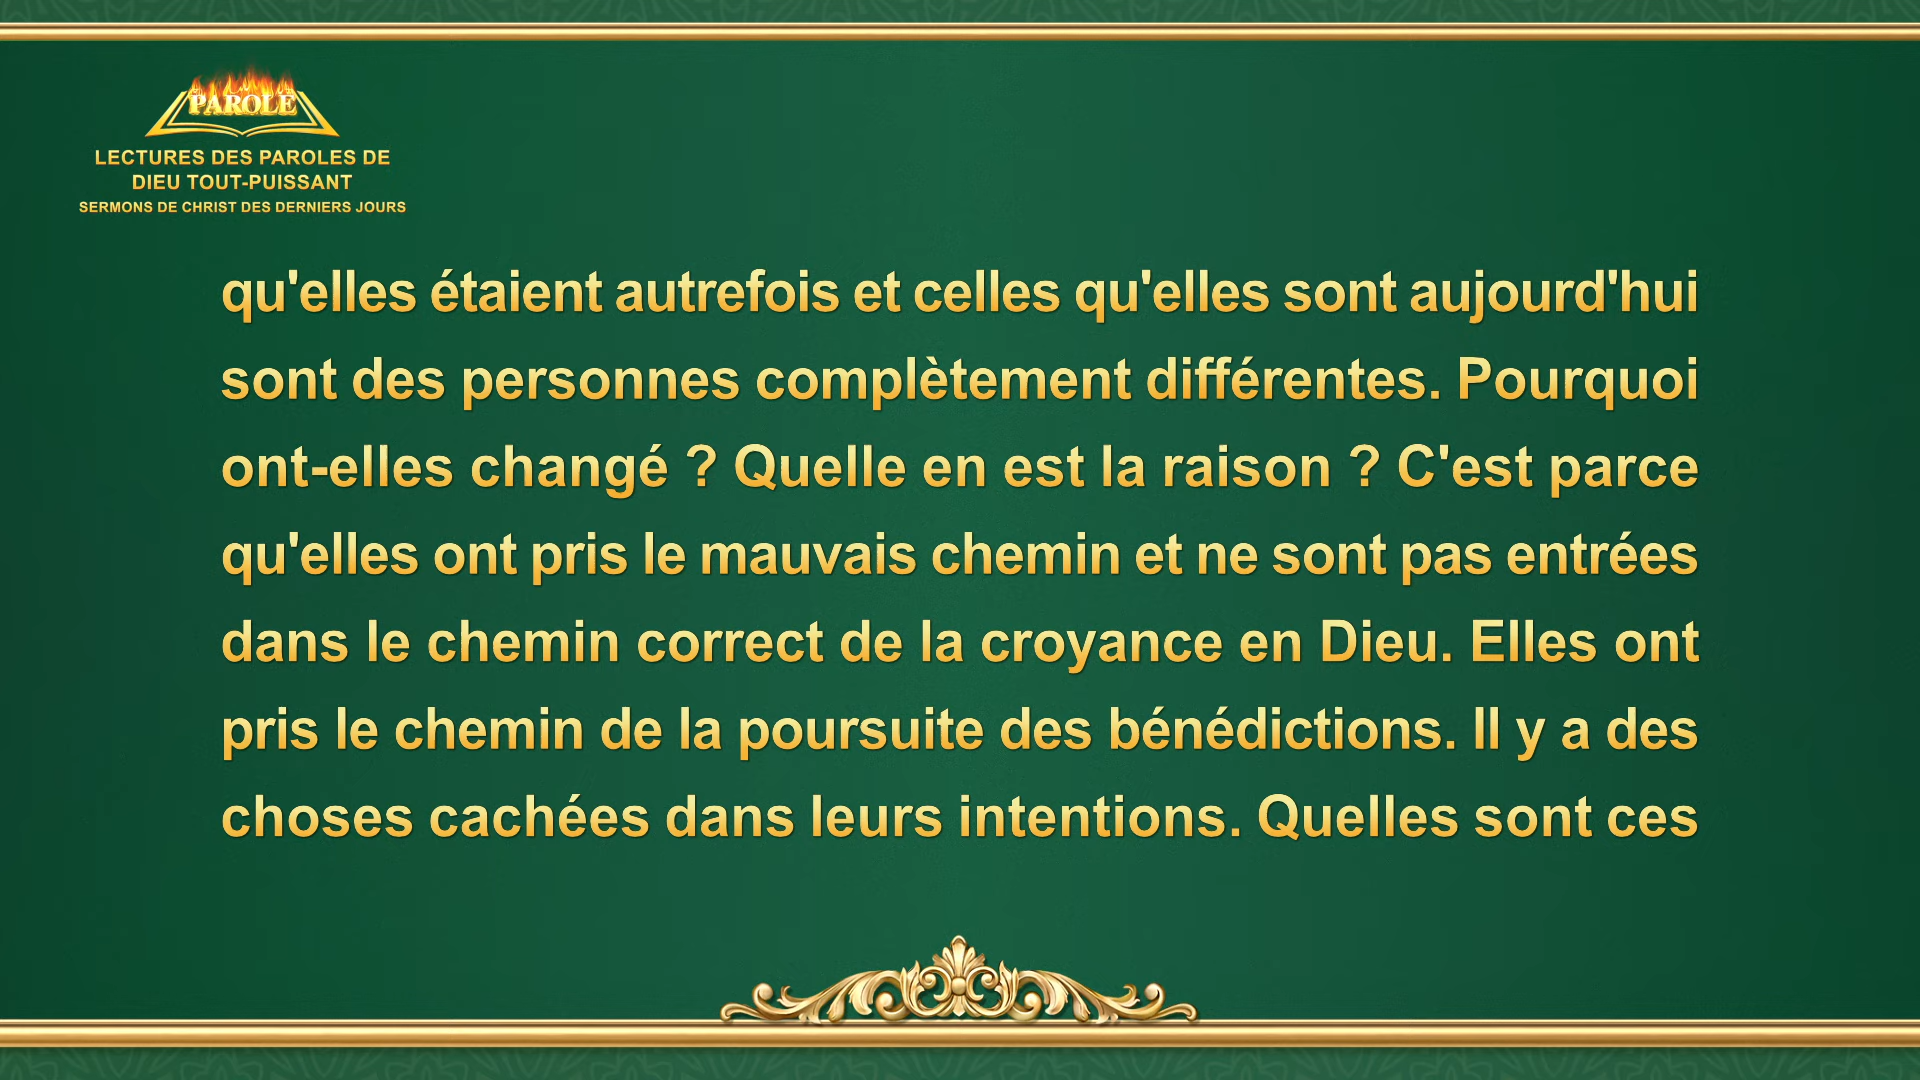 PAROLE
LECTURES DES PAROLES DE
DIEU TOUT-PUISSANT
SERMONS DE CHRIST DES DERNIERS JOURS
qu'elles étaient autrefois et celles qu'elles sont aujourd'hui
sont des personnes complètement différentes. Pourquoi
ont-elles changé ? Quelle en est la raison ? C'est parce
qu'elles ont pris le mauvais chemin et ne sont pas entrées
dans le chemin correct de la croyance en Dieu. Elles ont
pris le chemin de la poursuite des bénédictions. Il y a des
choses cachées dans leurs intentions. Quelles sont ces